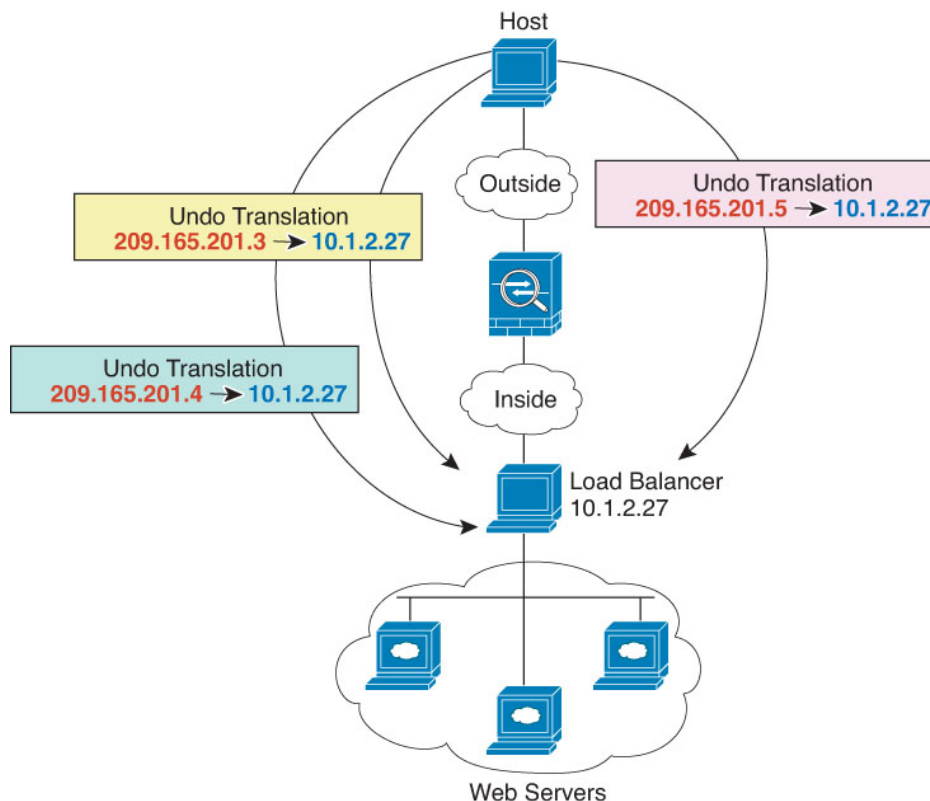 Host
Outside
Undo Translation
209.165.201.3 → 10.1.2.27
Undo Translation
209.165.201.5 → 10.1.2.27
Undo Translation
209.165.201.4 → 10.1.2.27
Inside
Load Balancer
10.1.2.27
Web Servers